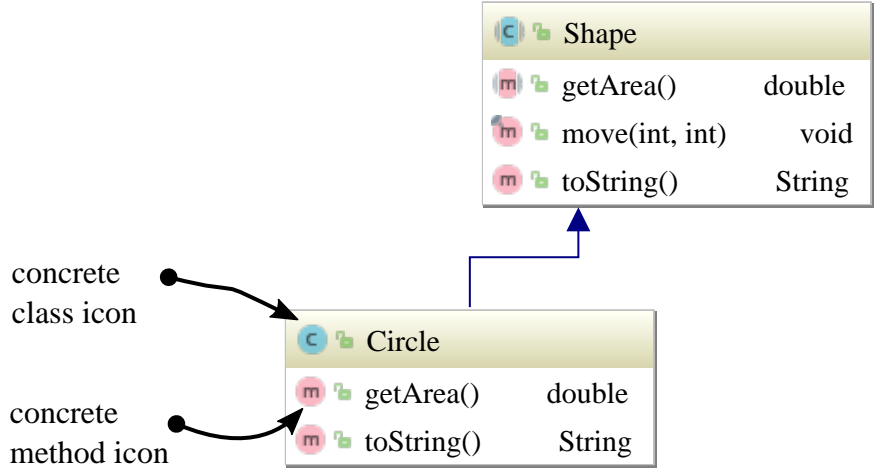 C Shape
m getArea() double
m move(int, int) void
m toString() String
concrete
class icon
C Circle
m getArea() double
concrete
method icon
m toString() String